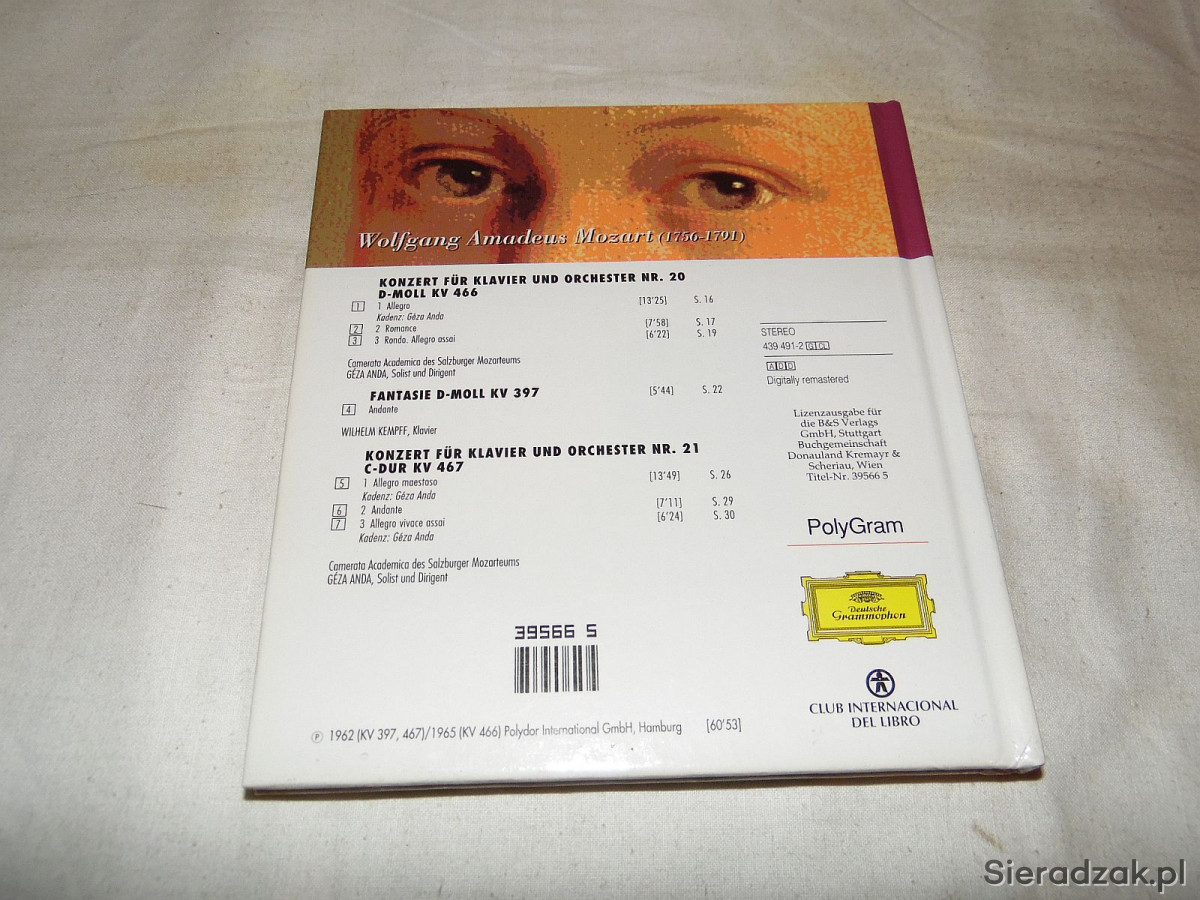 Wolfgang Amadeus Mozart (1756-1791)
KONZERT FÜR KLAVIER UND ORCHESTER NR. 20
D-MOLL KV 466
1 1 Allegro [13'25] S. 16
Kadenz: Géza Anda
2 2 Romance [7'58] S. 17
3 3 Rondo. Allegro assai [6'22] S. 19
Camerata Academica des Salzburger Mozarteums
GÉZA ANDA, Solist und Dirigent
FANTASIE D-MOLL KV 397 [5'44] S. 22
4 Andante
WILHELM KEMPFF, Klavier
KONZERT FÜR KLAVIER UND ORCHESTER NR. 21
C-DUR KV 467
5 1 Allegro maestoso [13'49] S. 26
Kadenz: Géza Anda
6 2 Andante [7'11] S. 29
7 3 Allegro vivace assai [6'24] S. 30
Kadenz: Géza Anda
Camerata Academica des Salzburger Mozarteums
GÉZA ANDA, Solist und Dirigent
39566 5
℗ 1962 (KV 397, 467)/1965 (KV 466) Polydor International GmbH, Hamburg [60'53]
STEREO
439 491-2 G CL
ADD
Digitally remastered
Lizenzausgabe für
die B&S Verlags
GmbH, Stuttgart
Buchgemeinschaft
Donauland Kremayr &
Scheriau, Wien
Titel-Nr. 39566 5
PolyGram
Deutsche
Grammophon
CLUB INTERNACIONAL
DEL LIBRO
Sieradzak.pl